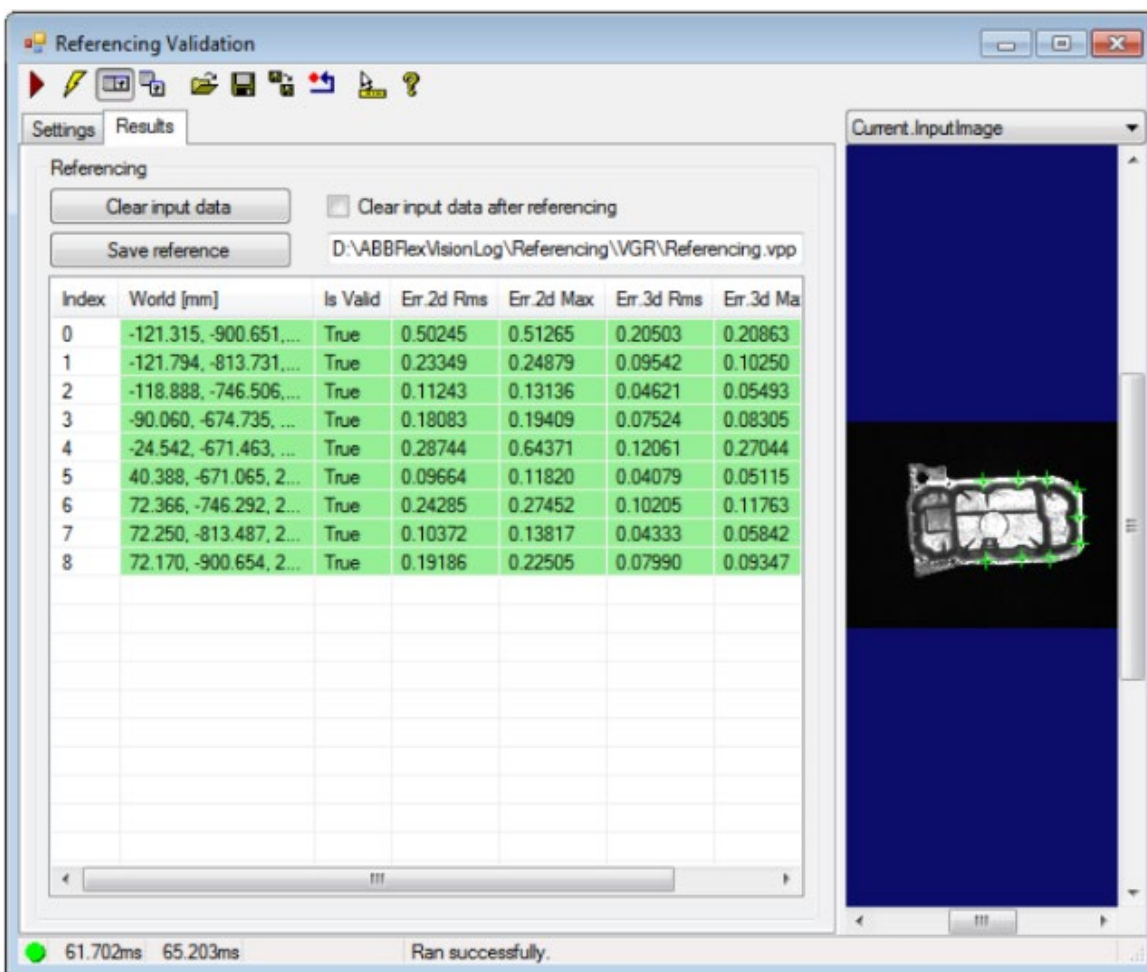 Referencing Validation
Settings Results Current.InputImage
Referencing
Clear input data Clear input data after referencing
Save reference D:\ABBFlexVisionLog\Referencing\VGR\Referencing.vpp
Index World [mm] Is Valid Err.2d Rms Err.2d Max Err.3d Rms Err.3d Ma
0 -121.315, -900.651,... True 0.50245 0.51265 0.20503 0.20863
1 -121.794, -813.731,... True 0.23349 0.24879 0.09542 0.10250
2 -118.888, -746.506,... True 0.11243 0.13136 0.04621 0.05493
3 -90.060, -674.735, ... True 0.18083 0.19409 0.07524 0.08305
4 -24.542, -671.463, ... True 0.28744 0.64371 0.12061 0.27044
5 40.388, -671.065, 2... True 0.09664 0.11820 0.04079 0.05115
6 72.366, -746.292, 2... True 0.24285 0.27452 0.10205 0.11763
7 72.250, -813.487, 2... True 0.10372 0.13817 0.04333 0.05842
8 72.170, -900.654, 2... True 0.19186 0.22505 0.07990 0.09347
61.702ms 65.203ms Ran successfully.